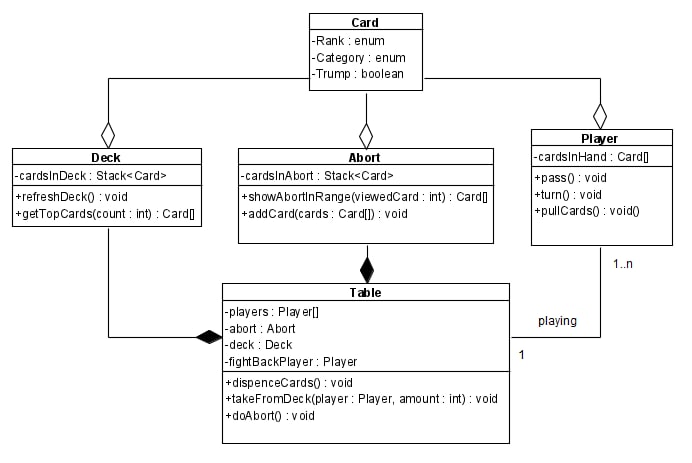 Card
-Rank : enum
-Category : enum
-Trump : boolean
Deck
-cardsInDeck : Stack<Card>
+refreshDeck() : void
+getTopCards(count : int) : Card[]
Abort
-cardsInAbort : Stack<Card>
+showAbortInRange(viewedCard : int) : Card[]
+addCard(cards : Card[]) : void
Player
-cardsInHand : Card[]
+pass() : void
+turn() : void
+pullCards() : void()
1..n
playing
1
Table
-players : Player[]
-abort : Abort
-deck : Deck
-fightBackPlayer : Player
+dispenceCards() : void
+takeFromDeck(player : Player, amount : int) : void
+doAbort() : void